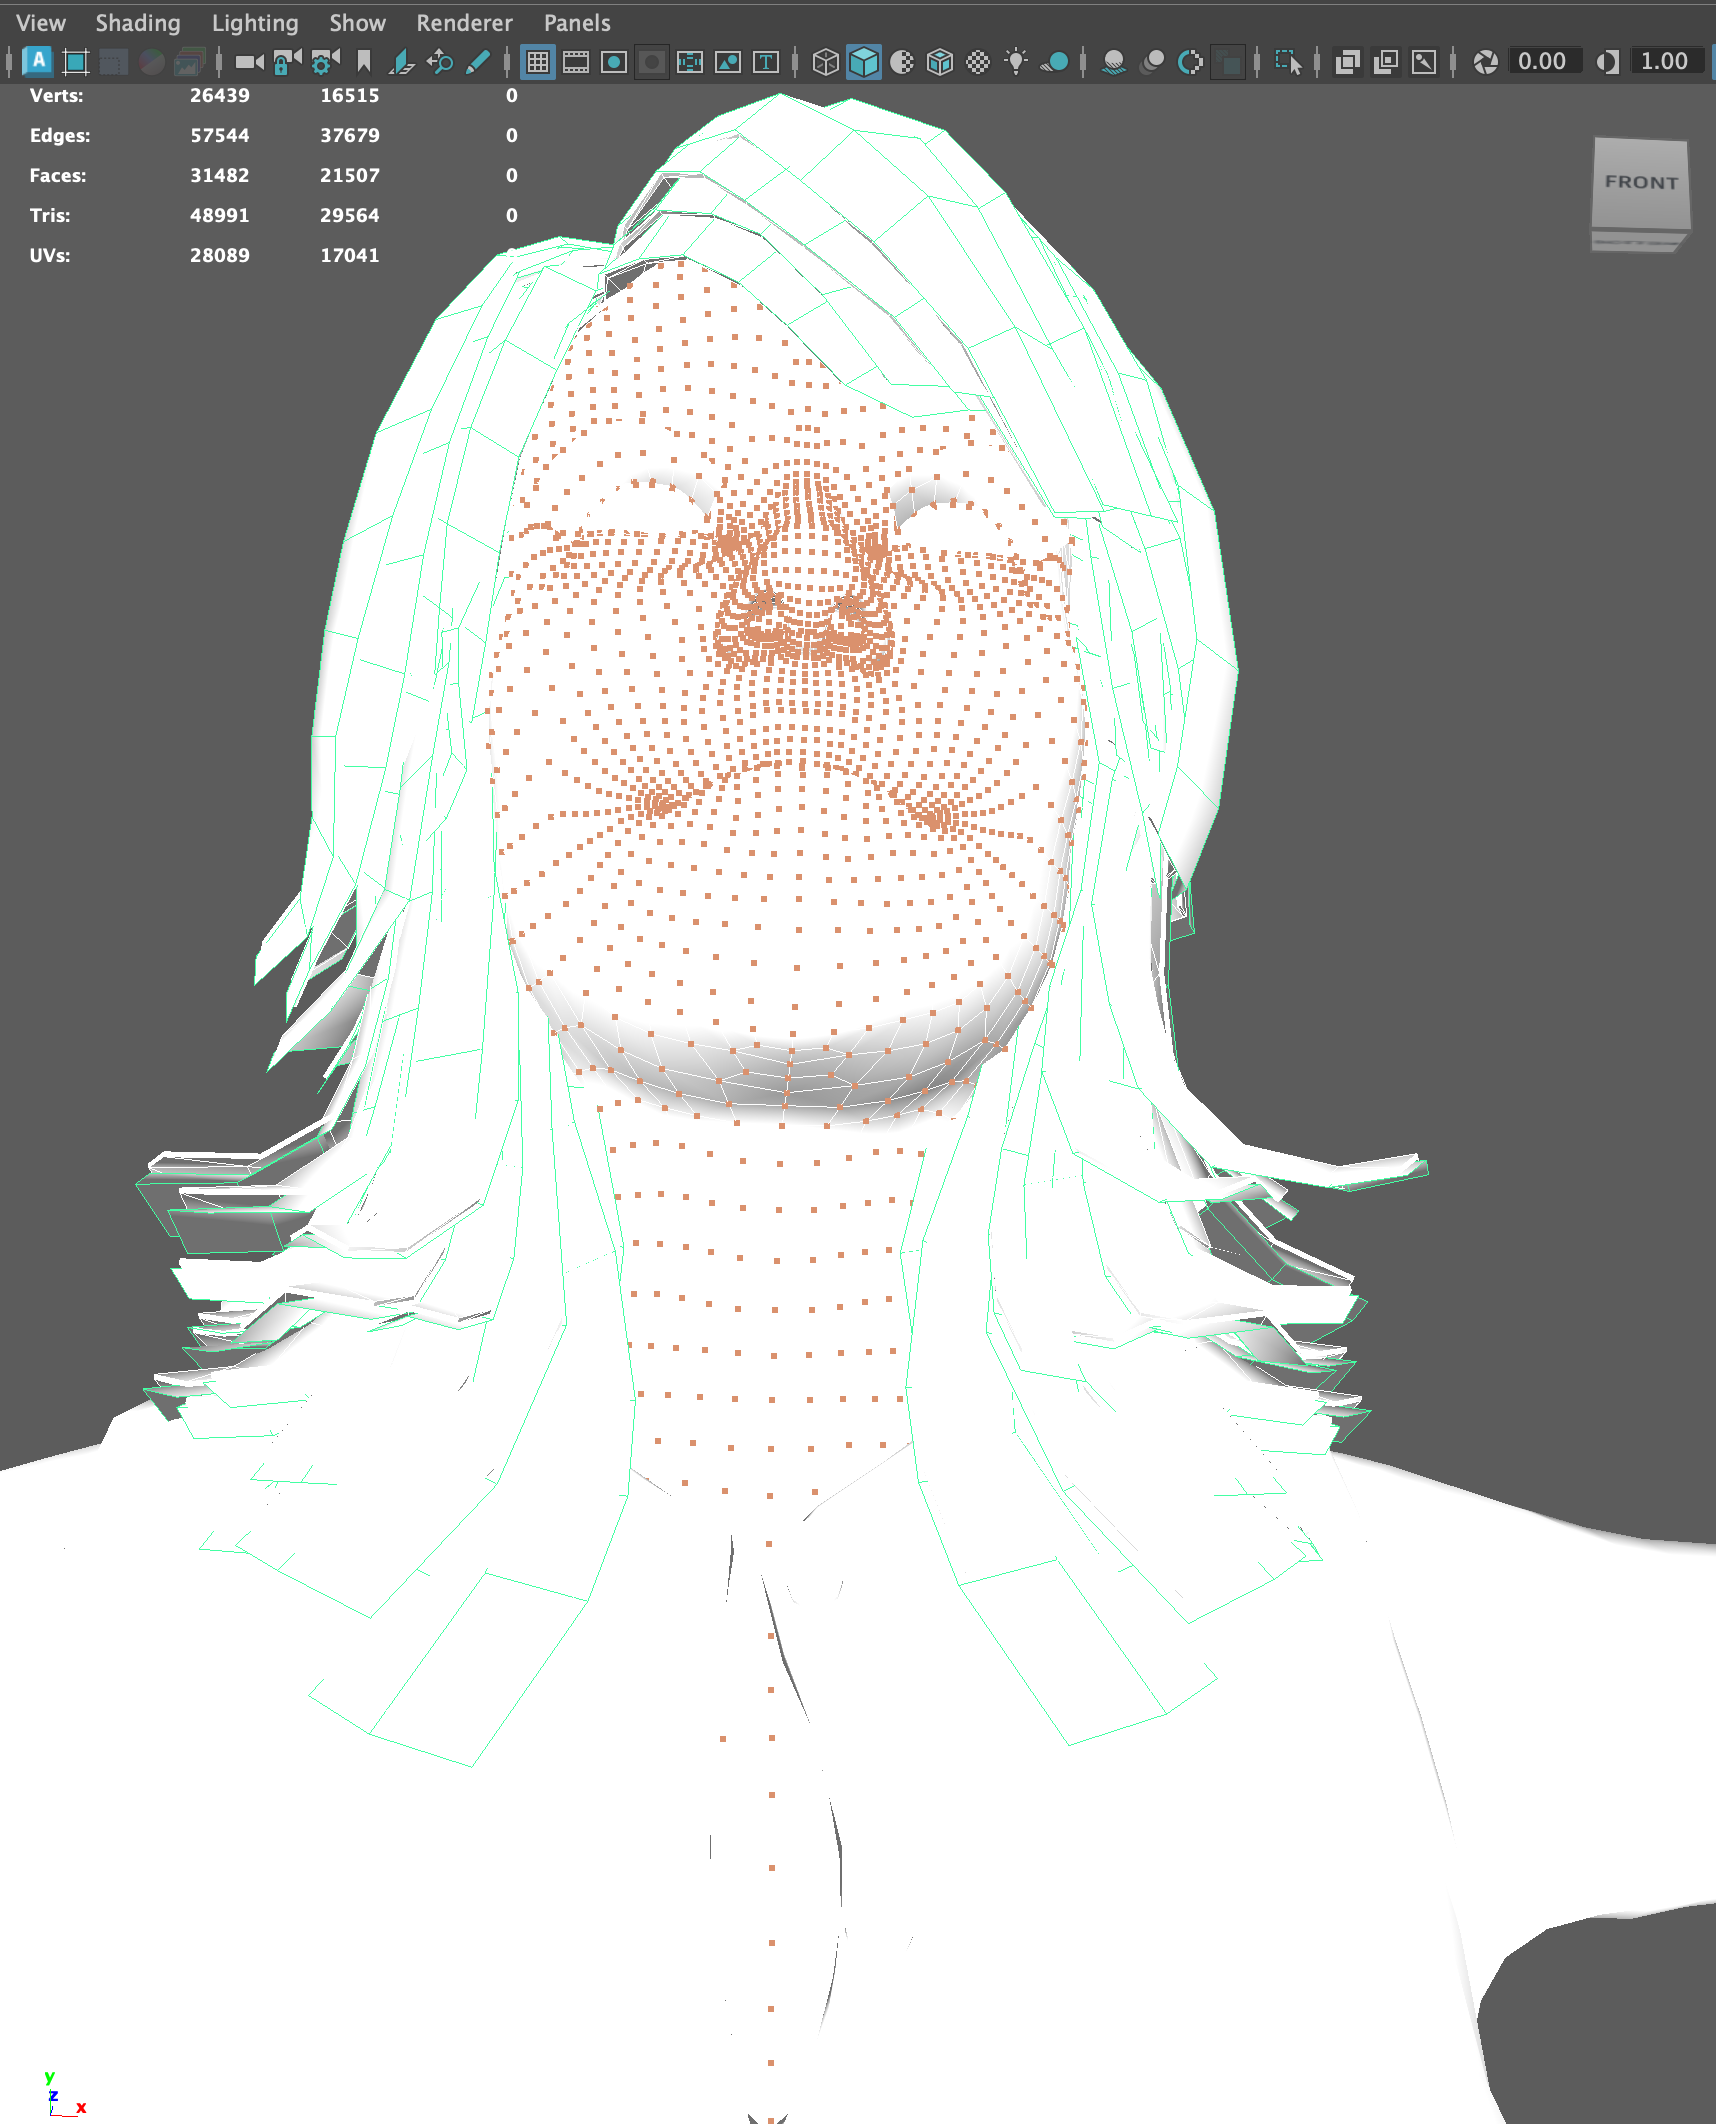 View Shading Lighting Show Renderer Panels
A T 0.00 1.00
Verts: 26439 16515 0
Edges: 57544 37679 0
Faces: 31482 21507 0
Tris: 48991 29564 0
UVs: 28089 17041
FRONT
y
z
x